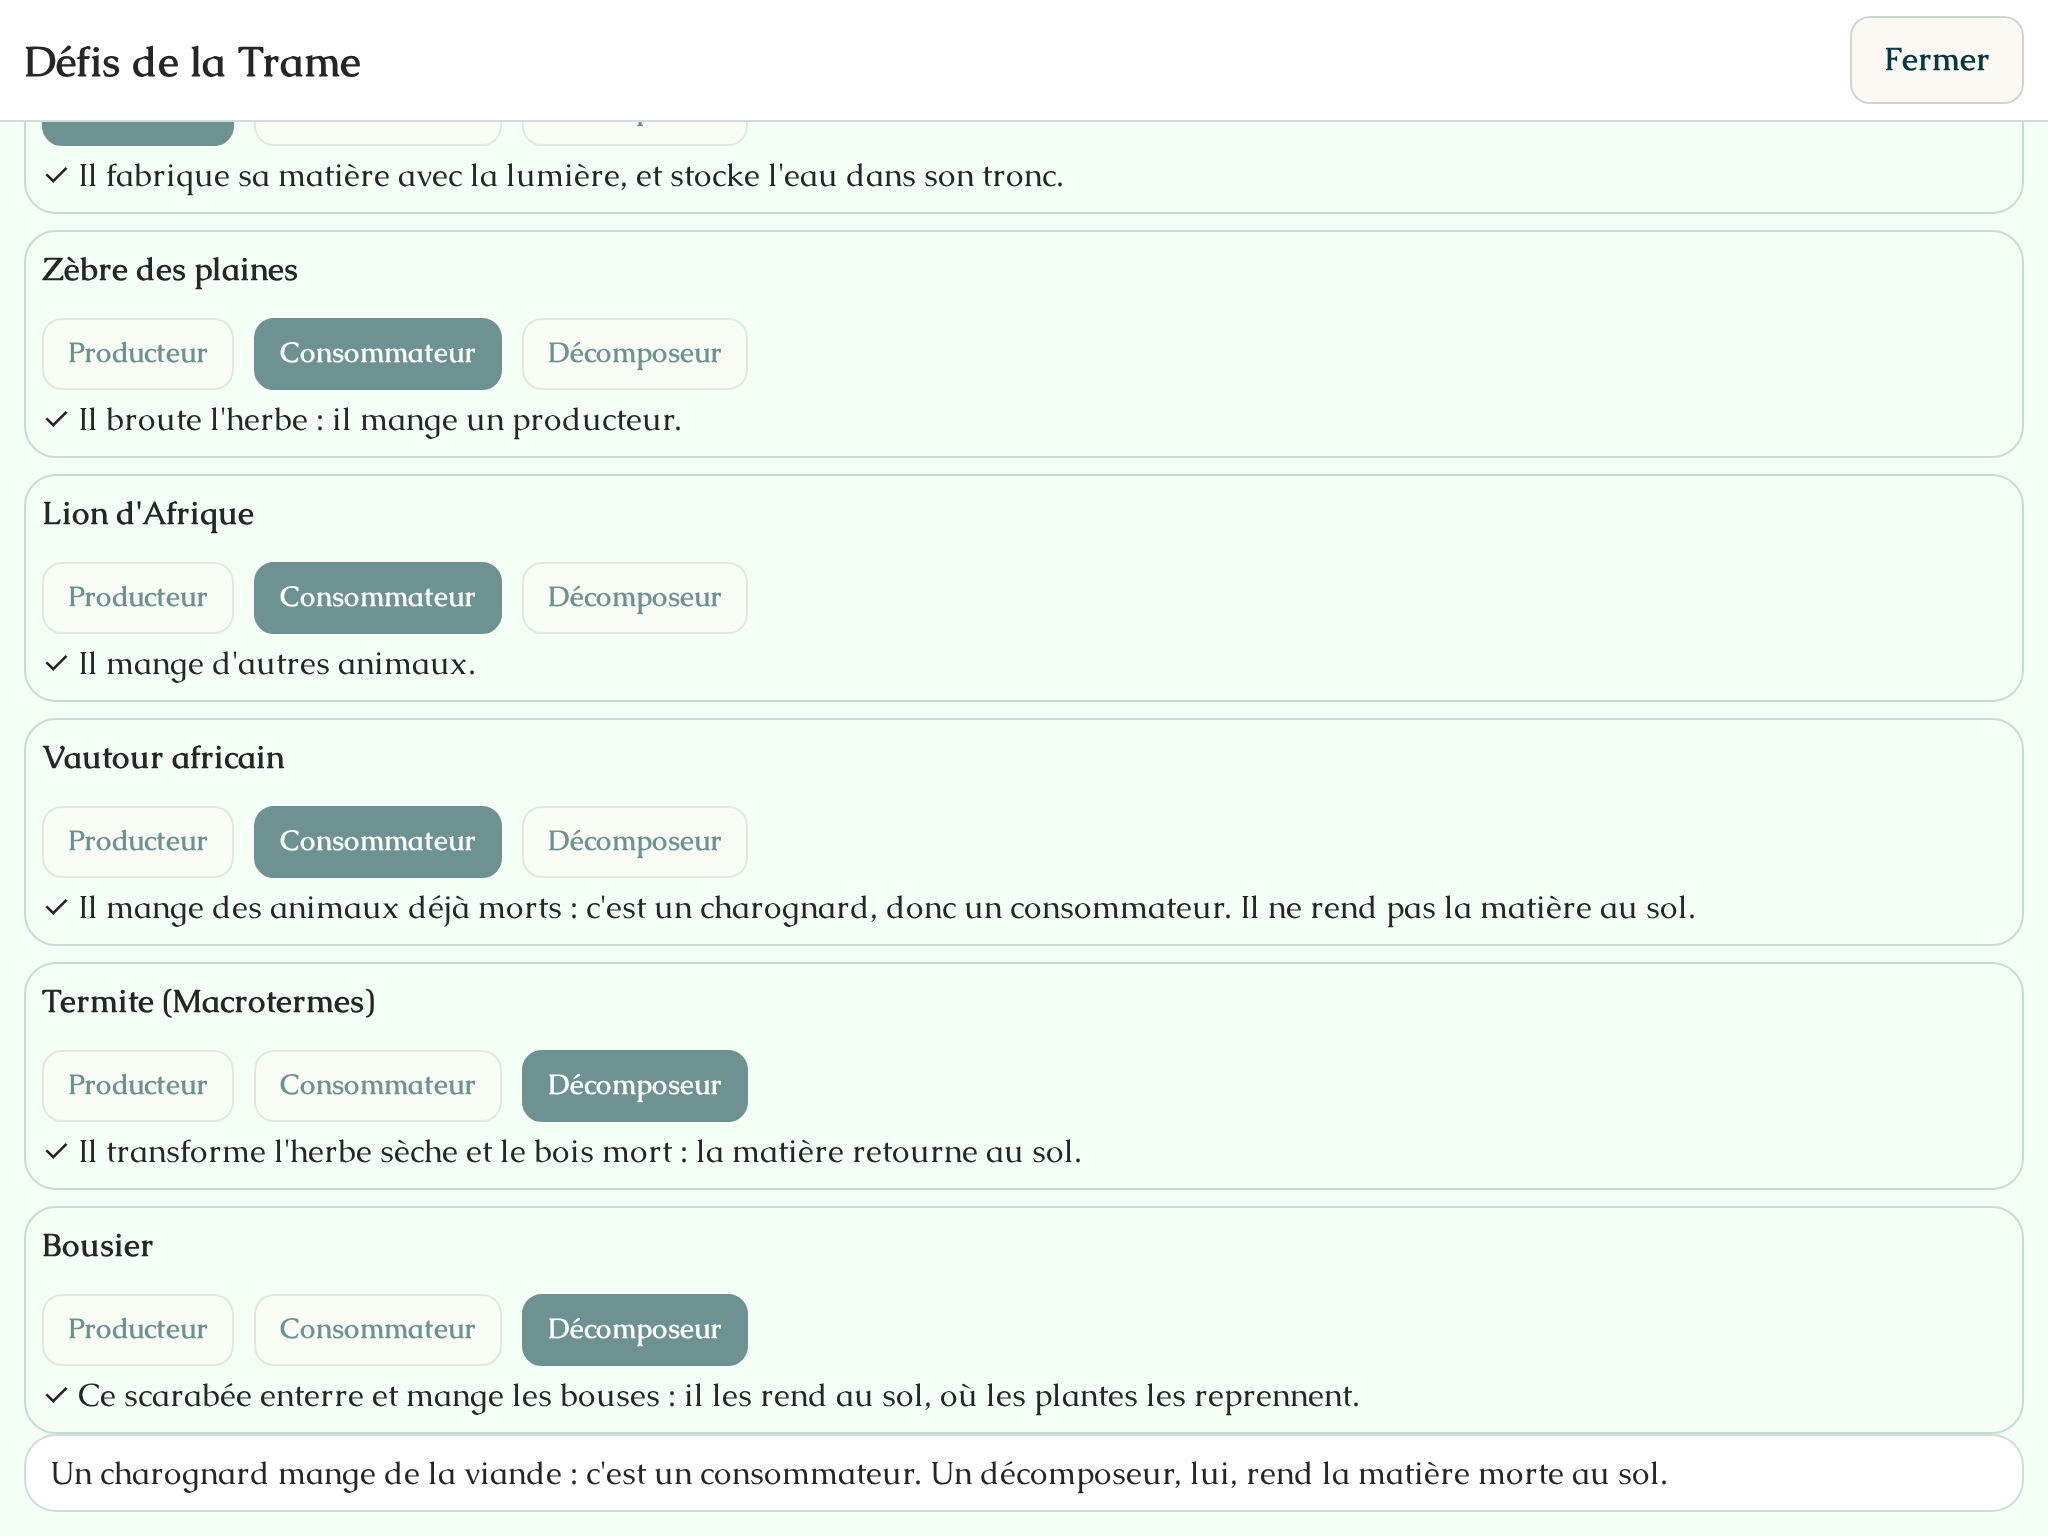 Défis de la Trame
Fermer
✓ Il fabrique sa matière avec la lumière, et stocke l'eau dans son tronc.
Zèbre des plaines
Producteur Consommateur Décomposeur
✓ Il broute l'herbe : il mange un producteur.
Lion d'Afrique
Producteur Consommateur Décomposeur
✓ Il mange d'autres animaux.
Vautour africain
Producteur Consommateur Décomposeur
✓ Il mange des animaux déjà morts : c'est un charognard, donc un consommateur. Il ne rend pas la matière au sol.
Termite (Macrotermes)
Producteur Consommateur Décomposeur
✓ Il transforme l'herbe sèche et le bois mort : la matière retourne au sol.
Bousier
Producteur Consommateur Décomposeur
✓ Ce scarabée enterre et mange les bouses : il les rend au sol, où les plantes les reprennent.
Un charognard mange de la viande : c'est un consommateur. Un décomposeur, lui, rend la matière morte au sol.